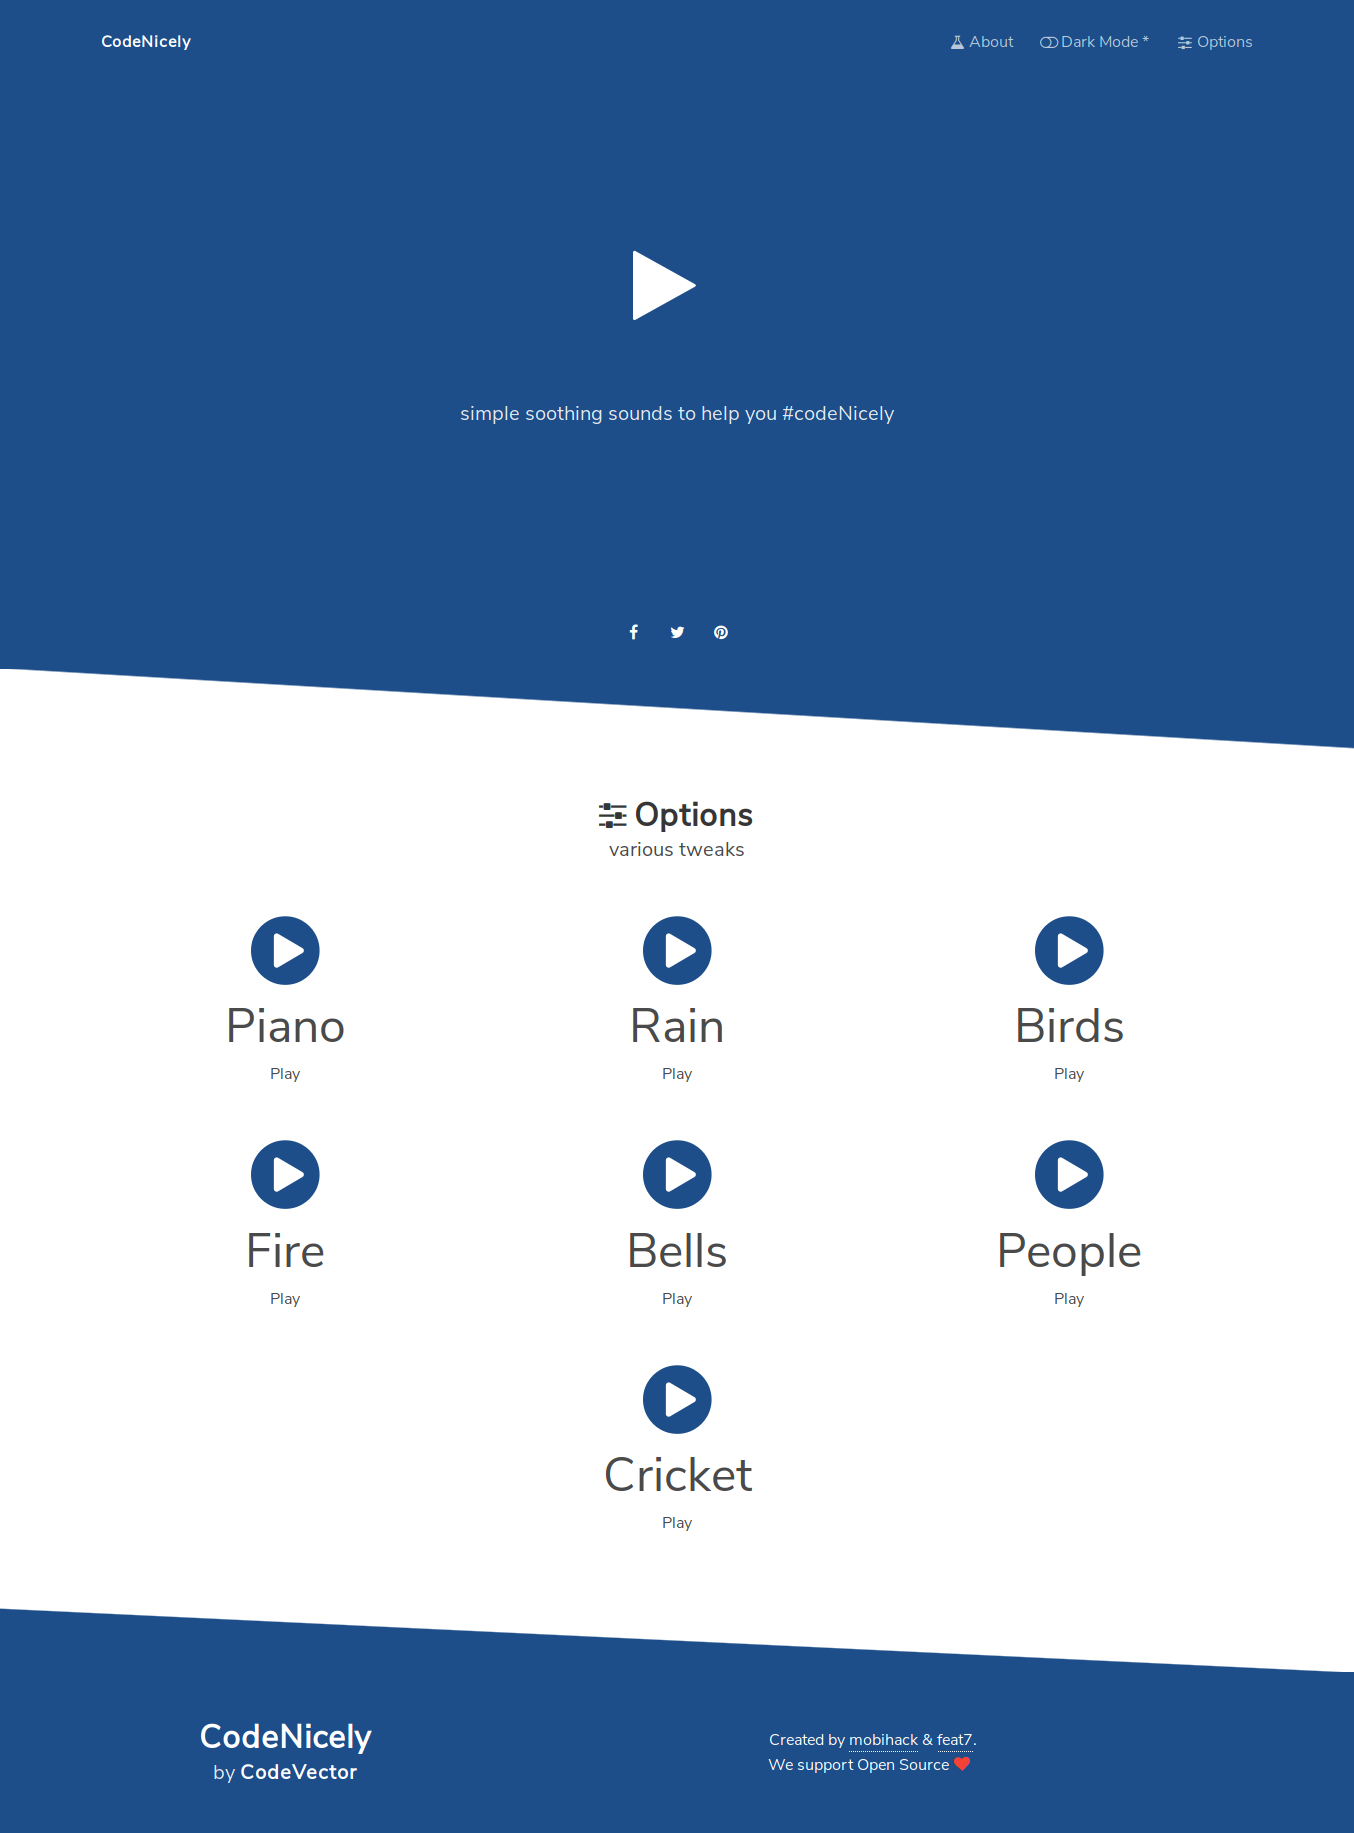 CodeNicely
About
Dark Mode *
Options
simple soothing sounds to help you #codeNicely
Options
various tweaks
Piano
Play
Rain
Play
Birds
Play
Fire
Play
Bells
Play
People
Play
Cricket
Play
CodeNicely
by CodeVector
Created by mobihack & feat7.
We support Open Source